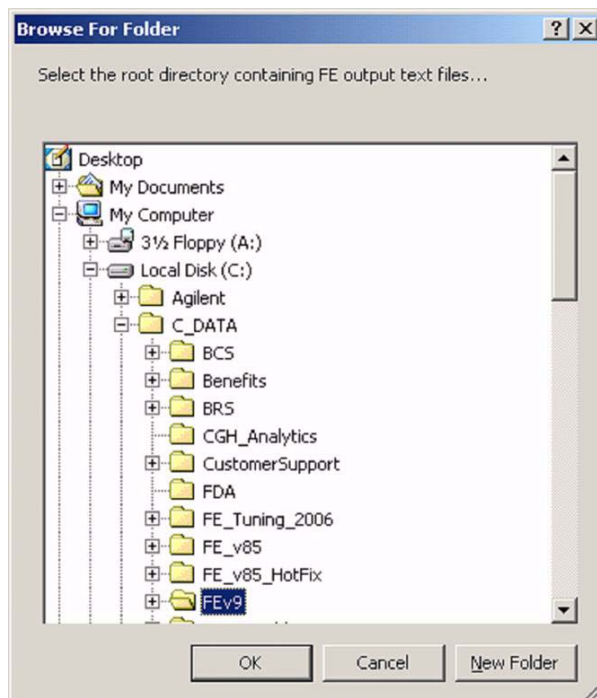 Browse For Folder
Select the root directory containing FE output text files...
Desktop
My Documents
My Computer
3½ Floppy (A:)
Local Disk (C:)
Agilent
C_DATA
BCS
Benefits
BRS
CGH_Analytics
CustomerSupport
FDA
FE_Tuning_2006
FE_v85
FE_v85_HotFix
FEv9
OK Cancel New Folder